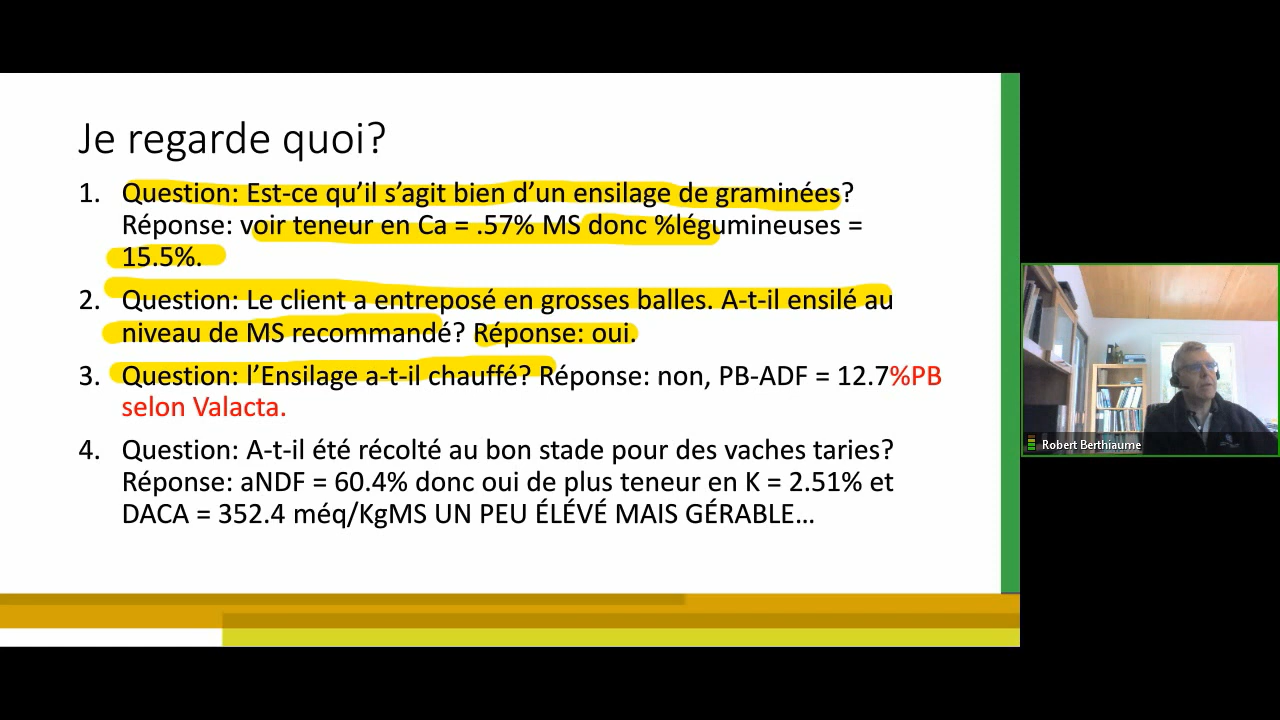 Je regarde quoi?
1. Question: Est-ce qu'il s'agit bien d'un ensilage de graminées?
Réponse: voir teneur en Ca = .57% MS donc %légumineuses =
15.5%.
2. Question: Le client a entreposé en grosses balles. A-t-il ensilé au
niveau de MS recommandé? Réponse: oui.
3. Question: l'Ensilage a-t-il chauffé? Réponse: non, PB-ADF = 12.7%PB
selon Valacta.
4. Question: A-t-il été récolté au bon stade pour des vaches taries?
Réponse: aNDF = 60.4% donc oui de plus teneur en K = 2.51% et
DACA = 352.4 méq/KgMS UN PEU ÉLÉVÉ MAIS GÉRABLE…
Robert Berthiaume